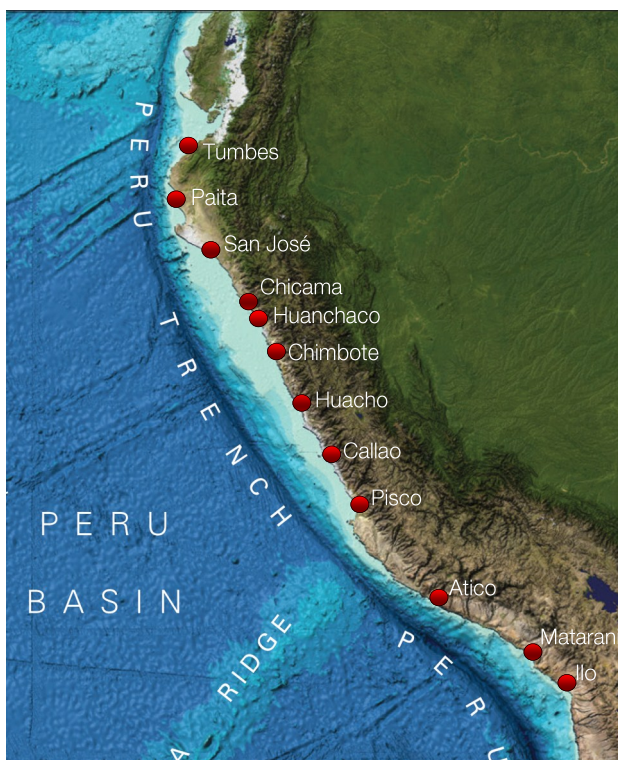 PERU
Tumbes
Paita
San José
Chicama
TRENCH
Huanchaco
Chimbote
Huacho
Callao
Pisco
PERU
BASIN
Atico
RIDGE
PERU
Mataran
Ilo
A